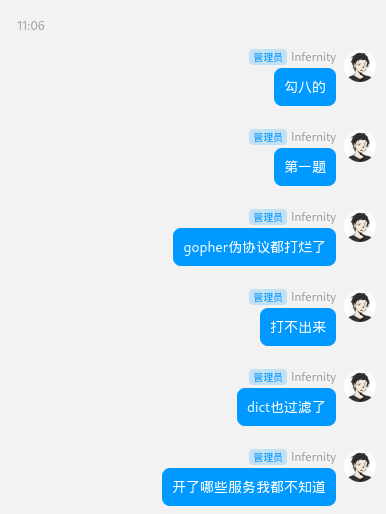 11:06
管理员 Infernity
勾八的
管理员 Infernity
第一题
管理员 Infernity
gopher伪协议都打烂了
管理员 Infernity
打不出来
管理员 Infernity
dict也过滤了
管理员 Infernity
开了哪些服务我都不知道